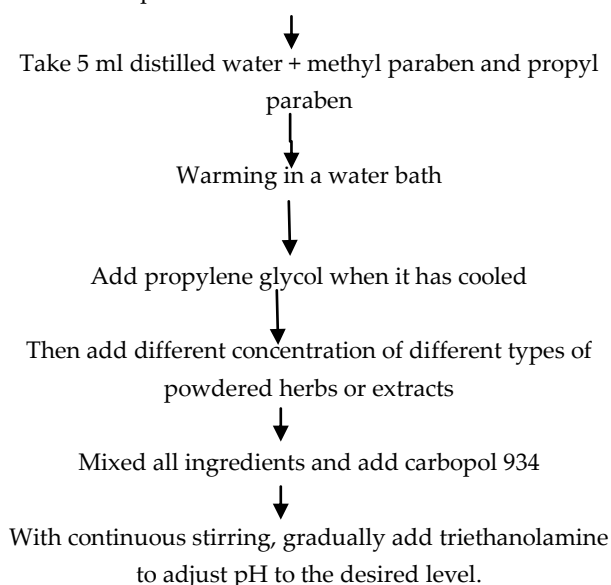 Take 5 ml distilled water + methyl paraben and propyl
paraben
Warming in a water bath
Add propylene glycol when it has cooled
Then add different concentration of different types of
powdered herbs or extracts
Mixed all ingredients and add carbopol 934
With continuous stirring, gradually add triethanolamine
to adjust pH to the desired level.